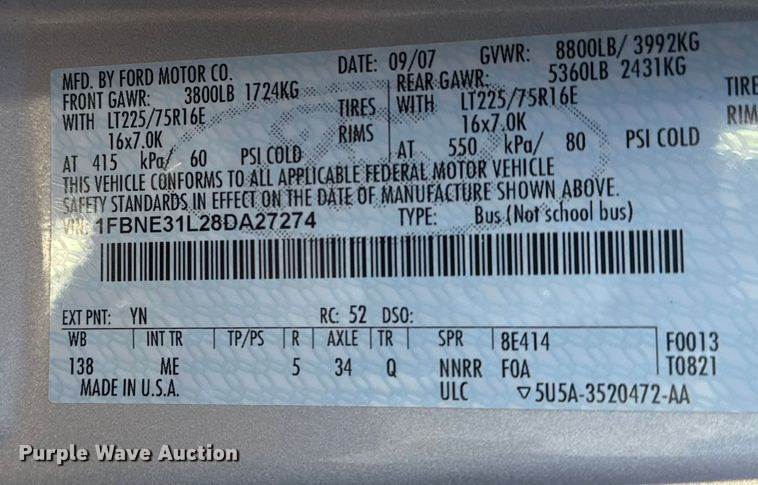 MFD. BY FORD MOTOR CO. DATE: 09/07 GVWR: 8800LB/ 3992KG
FRONT GAWR: 3800LB 1724KG REAR GAWR: 5360LB 2431KG
WITH LT225/75R16E TIRES WITH LT225/75R16E TIRE
16x7.0K RIMS 16x7.0K RIM
AT 415 kPa/ 60 PSI COLD AT 550 kPa/ 80 PSI COLD
THIS VEHICLE CONFORMS TO ALL APPLICABLE FEDERAL MOTOR VEHICLE
SAFETY STANDARDS IN EFFECT ON THE DATE OF MANUFACTURE SHOWN ABOVE.
VIN: 1FBNE31L28DA27274 TYPE: Bus (Not school bus)
EXT PNT: YN RC: 52 DSO:
WB INT TR TP/PS R AXLE TR SPR 8E414 F0013
138 ME 5 34 Q NNRR FOA T0821
MADE IN U.S.A. ULC ▽5U5A-3520472-AA
Purple Wave Auction